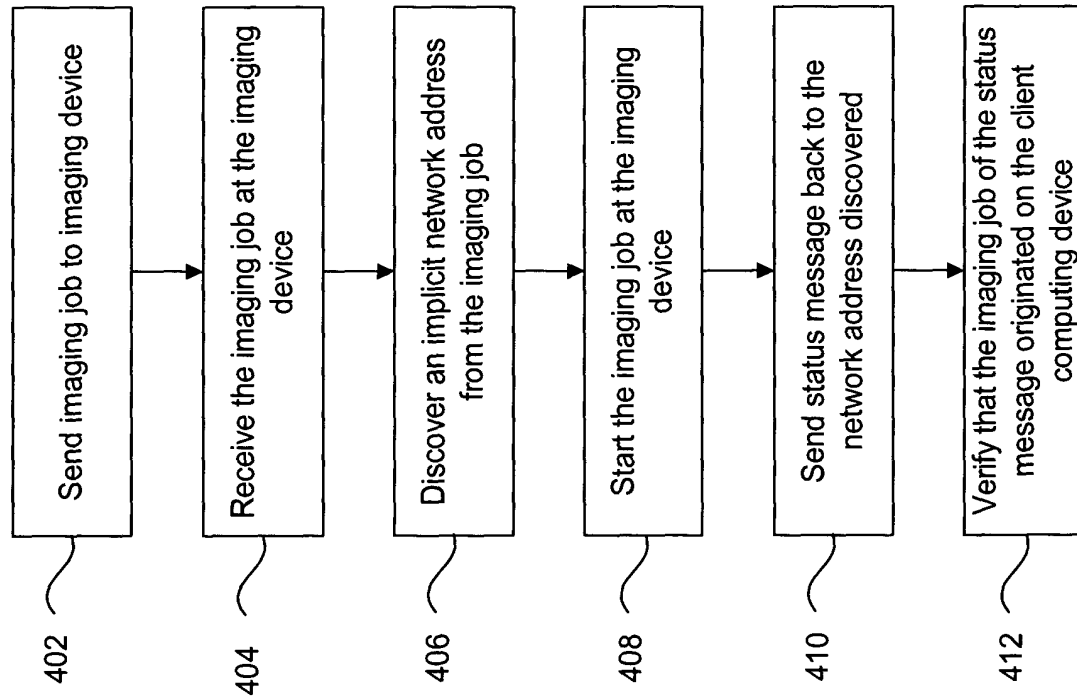 402
Send imaging job to imaging device
404
Receive the imaging job at the imaging
device
406
Discover an implicit network address
from the imaging job
408
Start the imaging job at the imaging
device
410
Send status message back to the
network address discovered
412
Verify that the imaging job of the status
message originated on the client
computing device